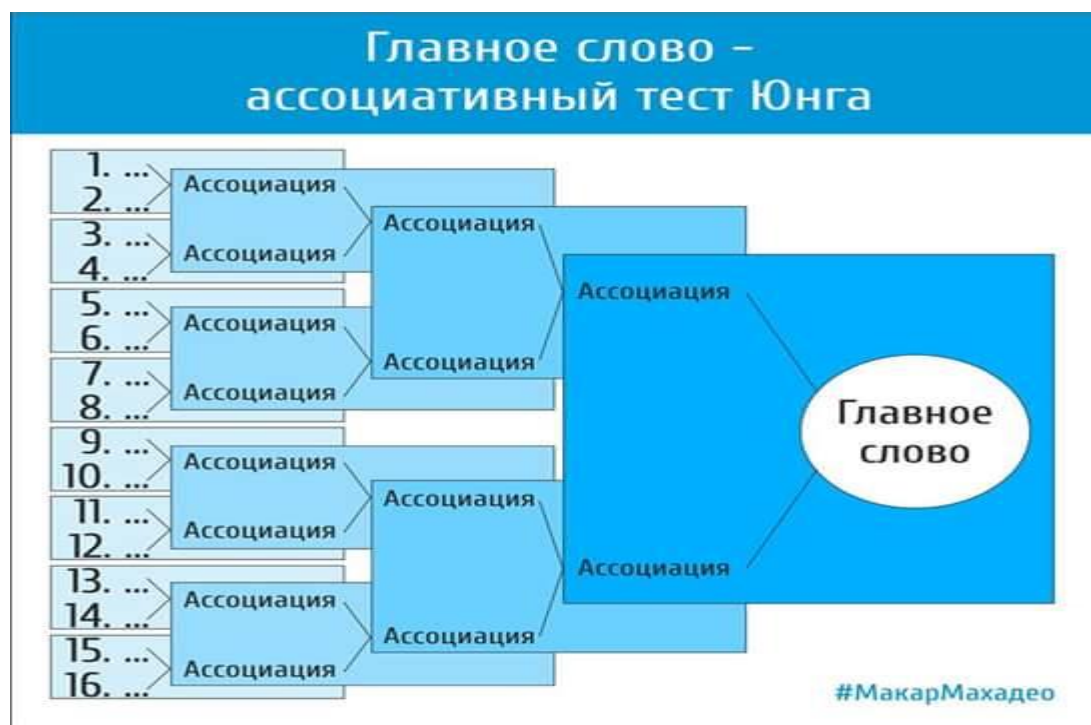 Главное слово -
ассоциативный тест Юнга
1. ...
2. ...
3. ...
4. ...
5. ...
6. ...
7. ...
8. ...
9. ...
10. ...
11. ...
12. ...
13. ...
14. ...
15. ...
16. ...
Ассоциация
Ассоциация
Ассоциация
Ассоциация
Ассоциация
Ассоциация
Ассоциация
Ассоциация
Ассоциация
Ассоциация
Ассоциация
Ассоциация
Ассоциация
Ассоциация
Главное
слово
#МакарМахадео